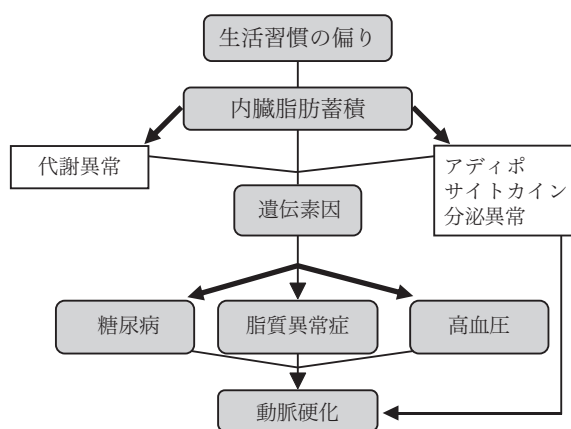 生活習慣の偏り
内臓脂肪蓄積
代謝異常
アディポ
サイトカイン
分泌異常
遺伝素因
糖尿病
脂質異常症
高血圧
動脈硬化